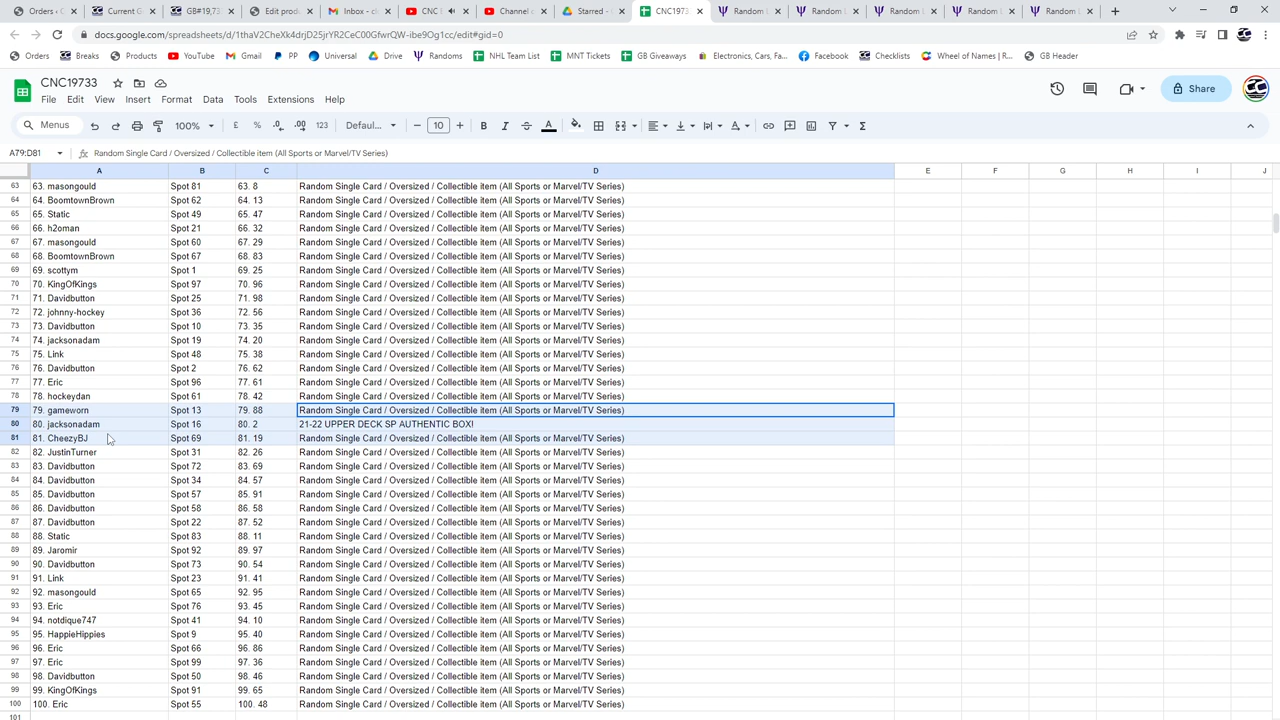 Orders
Current G
GB#19,73
Edit produ
Inbox - cl
CNC
Channel c
Starred -
CNC1973
Random
Random
Random
Random
Random
docs.google.com/spreadsheets/d/1thaV2CheXk4drjD25jrYR2CeC00GfwrQW-ibe9Og1cc/edit#gid=0
Orders Breaks Products YouTube Gmail PP Universal Drive Randoms NHL Team List MNT Tickets GB Giveaways Electronics, Cars, Fa... Facebook Checklists Wheel of Names | R... GB Header
CNC19733
File Edit View Insert Format Data Tools Extensions Help
Share
Menus 100% £ % .0 .00 123 Defaul... − 10 + B I A
A79:D81 fx Random Single Card / Oversized / Collectible item (All Sports or Marvel/TV Series)
A B C D E F G H I J
63 63. masongould Spot 81 63. 8 Random Single Card / Oversized / Collectible item (All Sports or Marvel/TV Series)
64 64. BoomtownBrown Spot 62 64. 13 Random Single Card / Oversized / Collectible item (All Sports or Marvel/TV Series)
65 65. Static Spot 49 65. 47 Random Single Card / Oversized / Collectible item (All Sports or Marvel/TV Series)
66 66. h2oman Spot 21 66. 32 Random Single Card / Oversized / Collectible item (All Sports or Marvel/TV Series)
67 67. masongould Spot 60 67. 29 Random Single Card / Oversized / Collectible item (All Sports or Marvel/TV Series)
68 68. BoomtownBrown Spot 67 68. 83 Random Single Card / Oversized / Collectible item (All Sports or Marvel/TV Series)
69 69. scottym Spot 1 69. 25 Random Single Card / Oversized / Collectible item (All Sports or Marvel/TV Series)
70 70. KingOfKings Spot 97 70. 96 Random Single Card / Oversized / Collectible item (All Sports or Marvel/TV Series)
71 71. Davidbutton Spot 25 71. 98 Random Single Card / Oversized / Collectible item (All Sports or Marvel/TV Series)
72 72. johnny-hockey Spot 36 72. 56 Random Single Card / Oversized / Collectible item (All Sports or Marvel/TV Series)
73 73. Davidbutton Spot 10 73. 35 Random Single Card / Oversized / Collectible item (All Sports or Marvel/TV Series)
74 74. jacksonadam Spot 19 74. 20 Random Single Card / Oversized / Collectible item (All Sports or Marvel/TV Series)
75 75. Link Spot 48 75. 38 Random Single Card / Oversized / Collectible item (All Sports or Marvel/TV Series)
76 76. Davidbutton Spot 2 76. 62 Random Single Card / Oversized / Collectible item (All Sports or Marvel/TV Series)
77 77. Eric Spot 96 77. 61 Random Single Card / Oversized / Collectible item (All Sports or Marvel/TV Series)
78 78. hockeydan Spot 61 78. 42 Random Single Card / Oversized / Collectible item (All Sports or Marvel/TV Series)
79 79. gameworn Spot 13 79. 88 Random Single Card / Oversized / Collectible item (All Sports or Marvel/TV Series)
80 80. jacksonadam Spot 16 80. 2 21-22 UPPER DECK SP AUTHENTIC BOX!
81 81. CheezyBJ Spot 69 81. 19 Random Single Card / Oversized / Collectible item (All Sports or Marvel/TV Series)
82 82. JustinTurner Spot 31 82. 26 Random Single Card / Oversized / Collectible item (All Sports or Marvel/TV Series)
83 83. Davidbutton Spot 72 83. 69 Random Single Card / Oversized / Collectible item (All Sports or Marvel/TV Series)
84 84. Davidbutton Spot 34 84. 57 Random Single Card / Oversized / Collectible item (All Sports or Marvel/TV Series)
85 85. Davidbutton Spot 57 85. 91 Random Single Card / Oversized / Collectible item (All Sports or Marvel/TV Series)
86 86. Davidbutton Spot 58 86. 58 Random Single Card / Oversized / Collectible item (All Sports or Marvel/TV Series)
87 87. Davidbutton Spot 22 87. 52 Random Single Card / Oversized / Collectible item (All Sports or Marvel/TV Series)
88 88. Static Spot 83 88. 11 Random Single Card / Oversized / Collectible item (All Sports or Marvel/TV Series)
89 89. Jaromir Spot 92 89. 97 Random Single Card / Oversized / Collectible item (All Sports or Marvel/TV Series)
90 90. Davidbutton Spot 73 90. 54 Random Single Card / Oversized / Collectible item (All Sports or Marvel/TV Series)
91 91. Link Spot 23 91. 41 Random Single Card / Oversized / Collectible item (All Sports or Marvel/TV Series)
92 92. masongould Spot 65 92. 95 Random Single Card / Oversized / Collectible item (All Sports or Marvel/TV Series)
93 93. Eric Spot 76 93. 45 Random Single Card / Oversized / Collectible item (All Sports or Marvel/TV Series)
94 94. notdique747 Spot 41 94. 10 Random Single Card / Oversized / Collectible item (All Sports or Marvel/TV Series)
95 95. HappieHippies Spot 9 95. 40 Random Single Card / Oversized / Collectible item (All Sports or Marvel/TV Series)
96 96. Eric Spot 66 96. 86 Random Single Card / Oversized / Collectible item (All Sports or Marvel/TV Series)
97 97. Eric Spot 99 97. 36 Random Single Card / Oversized / Collectible item (All Sports or Marvel/TV Series)
98 98. Davidbutton Spot 50 98. 46 Random Single Card / Oversized / Collectible item (All Sports or Marvel/TV Series)
99 99. KingOfKings Spot 91 99. 65 Random Single Card / Oversized / Collectible item (All Sports or Marvel/TV Series)
100 100. Eric Spot 55 100. 48 Random Single Card / Oversized / Collectible item (All Sports or Marvel/TV Series)
101